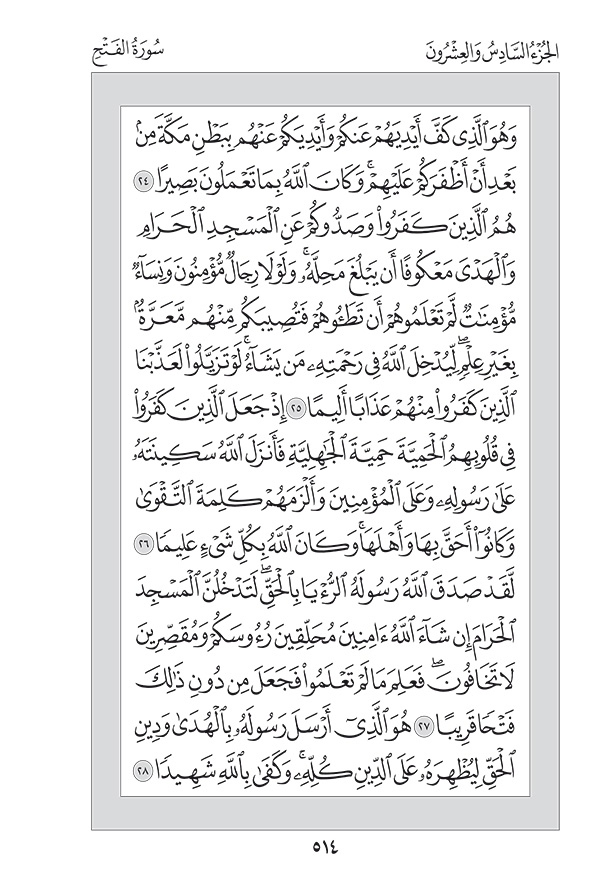 الجُزْءُ السَّادِسُ وَالعِشْرُونَ
سُورَةُ الفَتْحِ
وَهُوَ ٱلَّذِى كَفَّ أَيْدِيَهُمْ عَنكُمْ وَأَيْدِيَكُمْ عَنْهُم بِبَطْنِ مَكَّةَ مِنۢ
بَعْدِ أَنْ أَظْفَرَكُمْ عَلَيْهِمْ ۚ وَكَانَ ٱللَّهُ بِمَا تَعْمَلُونَ بَصِيرًا ٢٤
هُمُ ٱلَّذِينَ كَفَرُوا۟ وَصَدُّوكُمْ عَنِ ٱلْمَسْجِدِ ٱلْحَرَامِ
وَٱلْهَدْىَ مَعْكُوفًا أَن يَبْلُغَ مَحِلَّهُۥ ۚ وَلَوْلَا رِجَالٌ مُّؤْمِنُونَ وَنِسَآءٌ
مُّؤْمِنَٰتٌ لَّمْ تَعْلَمُوهُمْ أَن تَطَـُٔوهُمْ فَتُصِيبَكُم مِّنْهُم مَّعَرَّةٌۢ
بِغَيْرِ عِلْمٍ ۖ لِّيُدْخِلَ ٱللَّهُ فِى رَحْمَتِهِۦ مَن يَشَآءُ ۚ لَوْ تَزَيَّلُوا۟ لَعَذَّبْنَا
ٱلَّذِينَ كَفَرُوا۟ مِنْهُمْ عَذَابًا أَلِيمًا ٢٥ إِذْ جَعَلَ ٱلَّذِينَ كَفَرُوا۟
فِى قُلُوبِهِمُ ٱلْحَمِيَّةَ حَمِيَّةَ ٱلْجَٰهِلِيَّةِ فَأَنزَلَ ٱللَّهُ سَكِينَتَهُۥ
عَلَىٰ رَسُولِهِۦ وَعَلَى ٱلْمُؤْمِنِينَ وَأَلْزَمَهُمْ كَلِمَةَ ٱلتَّقْوَىٰ
وَكَانُوٓا۟ أَحَقَّ بِهَا وَأَهْلَهَا ۚ وَكَانَ ٱللَّهُ بِكُلِّ شَىْءٍ عَلِيمًا ٢٦
لَّقَدْ صَدَقَ ٱللَّهُ رَسُولَهُ ٱلرُّءْيَا بِٱلْحَقِّ ۖ لَتَدْخُلُنَّ ٱلْمَسْجِدَ
ٱلْحَرَامَ إِن شَآءَ ٱللَّهُ ءَامِنِينَ مُحَلِّقِينَ رُءُوسَكُمْ وَمُقَصِّرِينَ
لَا تَخَافُونَ ۖ فَعَلِمَ مَا لَمْ تَعْلَمُوا۟ فَجَعَلَ مِن دُونِ ذَٰلِكَ
فَتْحًا قَرِيبًا ٢٧ هُوَ ٱلَّذِىٓ أَرْسَلَ رَسُولَهُۥ بِٱلْهُدَىٰ وَدِينِ
ٱلْحَقِّ لِيُظْهِرَهُۥ عَلَى ٱلدِّينِ كُلِّهِۦ ۚ وَكَفَىٰ بِٱللَّهِ شَهِيدًا ٢٨
٥١٤